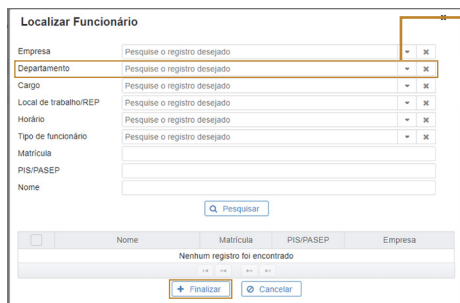 Localizar Funcionário
Empresa Pesquise o registro desejado
Departamento Pesquise o registro desejado
Cargo Pesquise o registro desejado
Local de trabalho/REP Pesquise o registro desejado
Horário Pesquise o registro desejado
Tipo de funcionário Pesquise o registro desejado
Matrícula
PIS/PASEP
Nome
Pesquisar
Nome Matrícula PIS/PASEP Empresa
Nenhum registro foi encontrado
Finalizar Cancelar